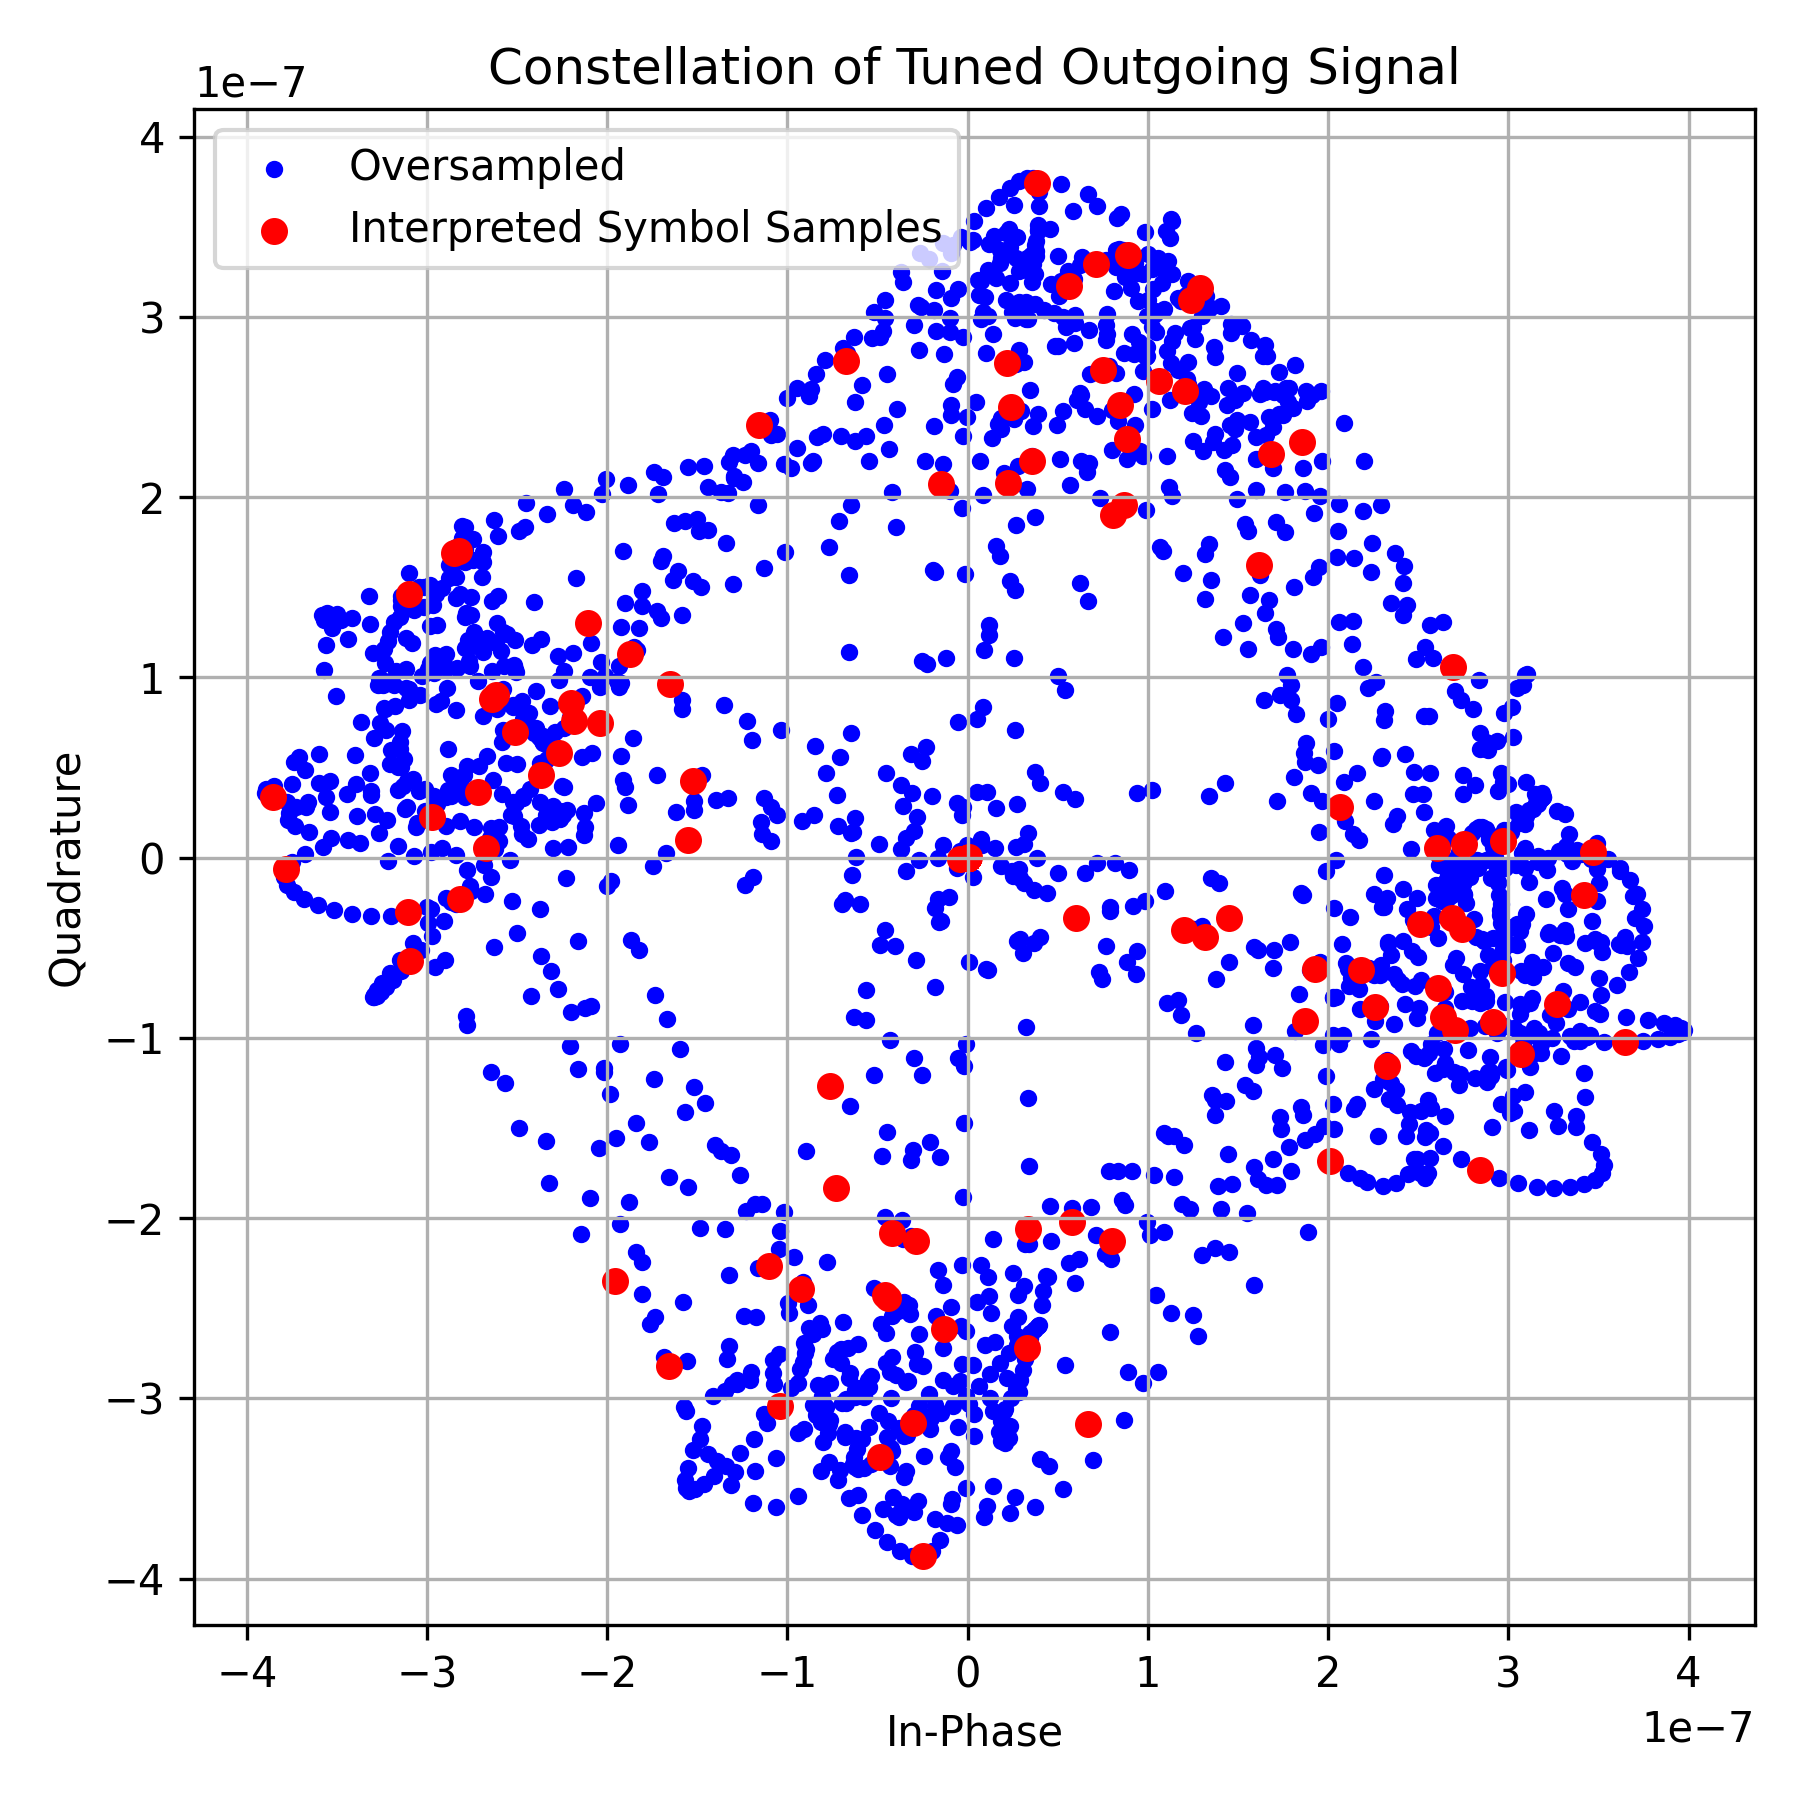 Constellation of Tuned Outgoing Signal
1e−7
Oversampled
Interpreted Symbol Samples
4
3
2
1
0
−1
−2
−3
−4
Quadrature
−4 −3 −2 −1 0 1 2 3 4
In-Phase
1e−7